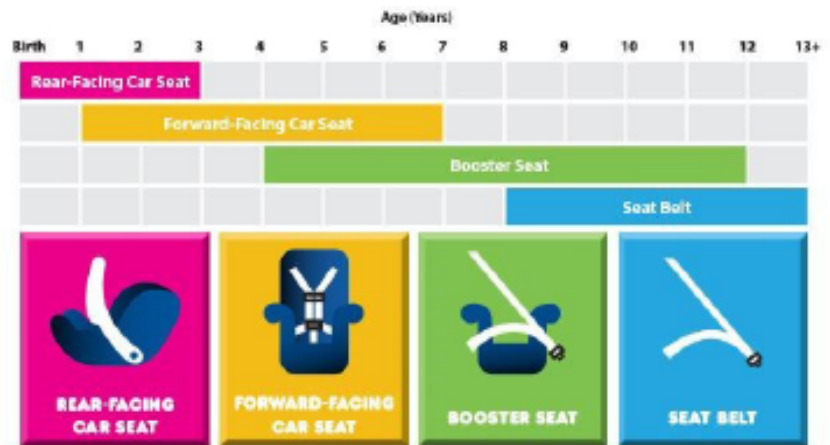 Age (Years)
Birth 1 2 3 4 5 6 7 8 9 10 11 12 13+
Rear-Facing Car Seat
Forward-Facing Car Seat
Booster Seat
Seat Belt
REAR-FACING
CAR SEAT
FORWARD-FACING
CAR SEAT
BOOSTER SEAT
SEAT BELT